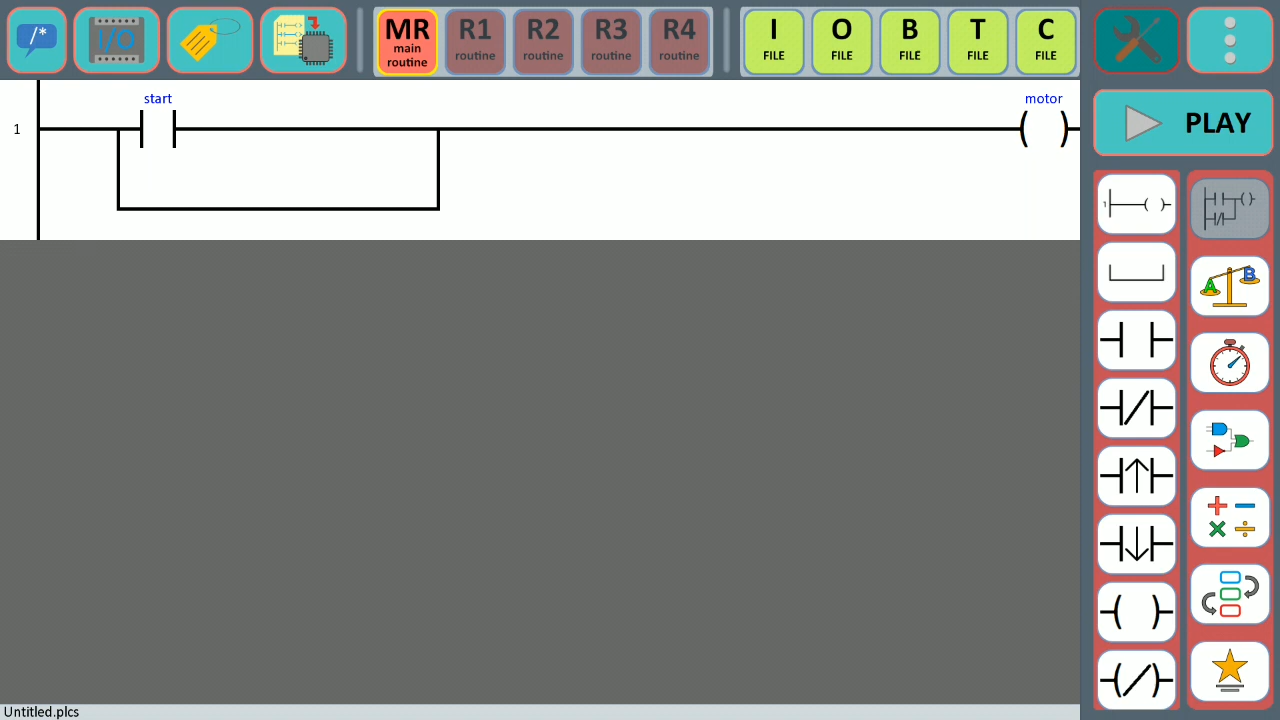 /*
I/O
MR
main
routine
R1
routine
R2
routine
R3
routine
R4
routine
I
FILE
O
FILE
B
FILE
T
FILE
C
FILE
PLAY
start
motor
1
1
A
B
Untitled.plcs